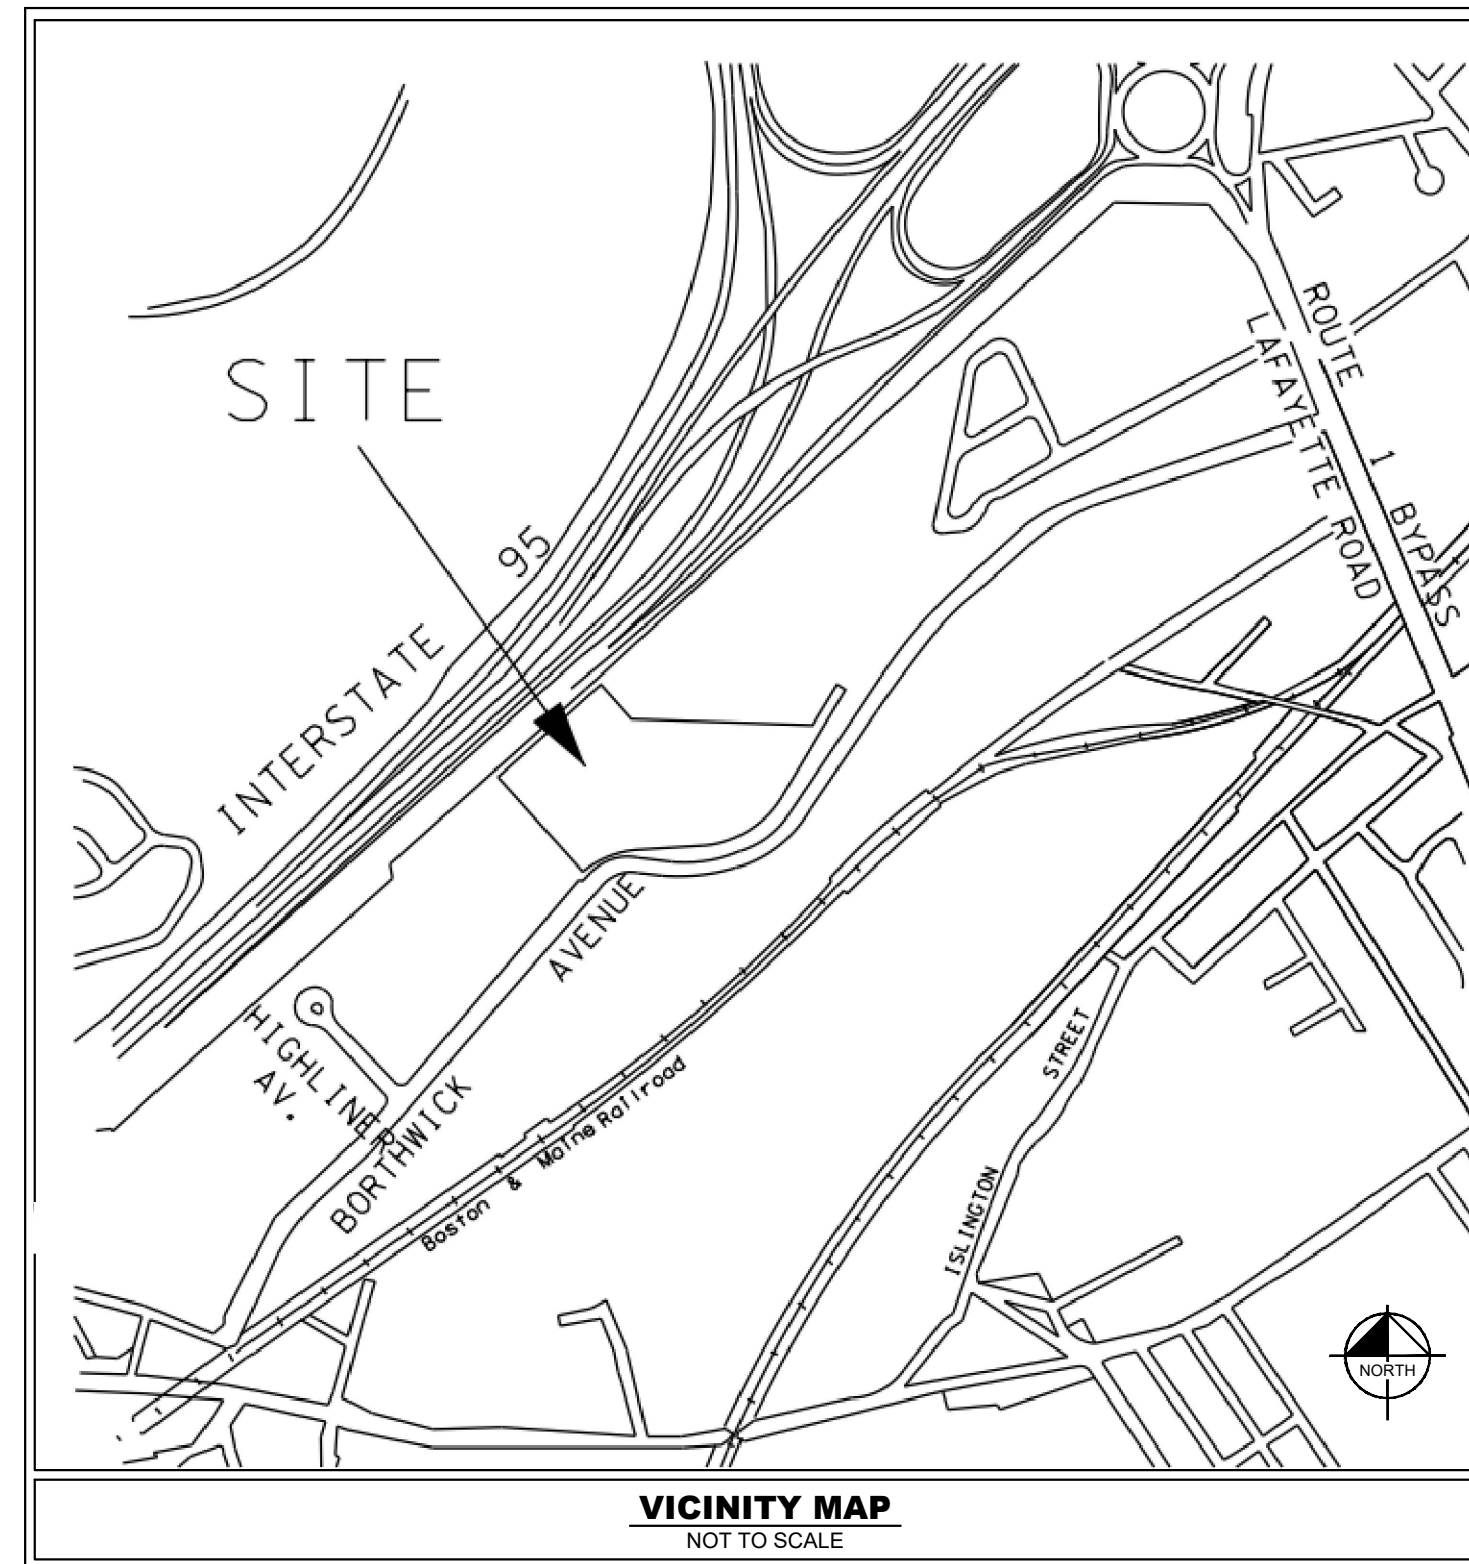 SITE
INTERSTATE 95
ROUTE 1 BYPASS
LAFAYETTE ROAD
HIGHLINER
AV.
BORTHWICK AVENUE
Boston & Maine Railroad
ISLINGTON STREET
NORTH
VICINITY MAP
NOT TO SCALE